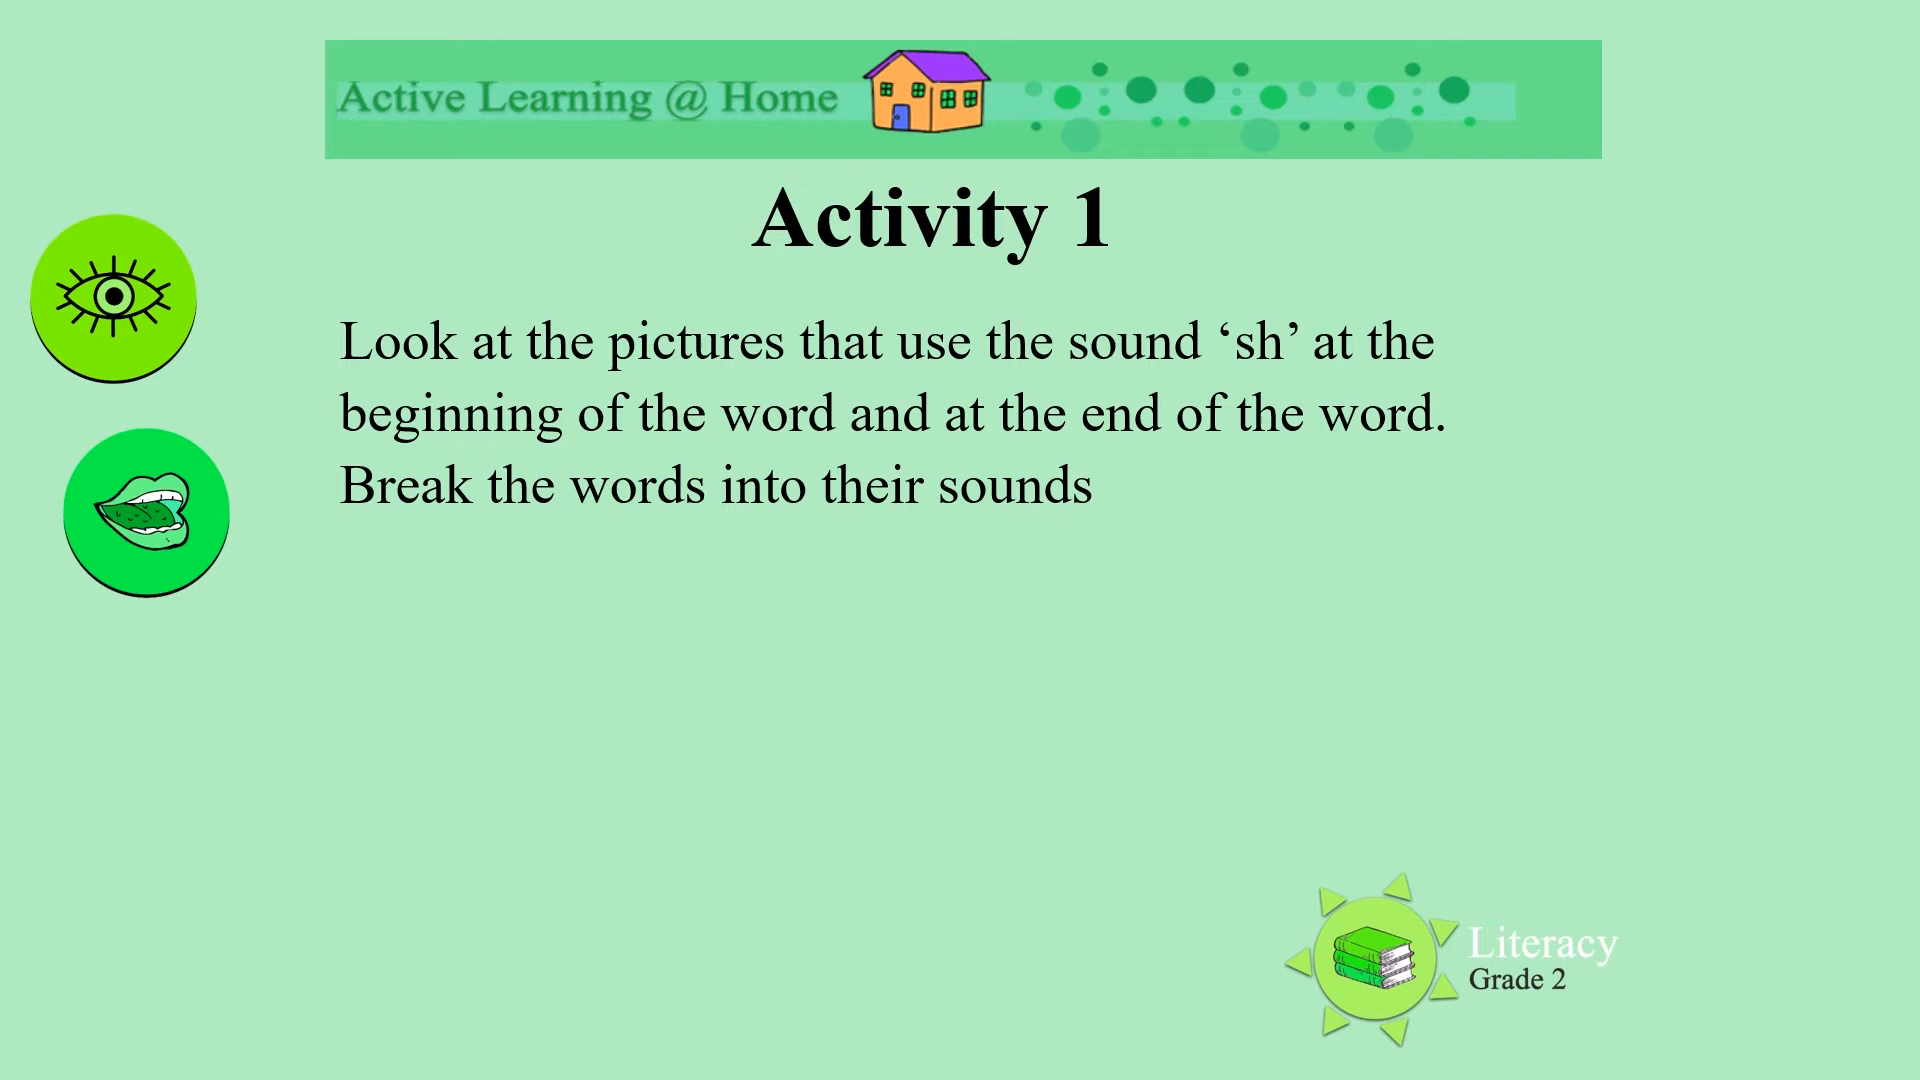 Active Learning @ Home
Activity 1
Look at the pictures that use the sound ‘sh’ at the
beginning of the word and at the end of the word.
Break the words into their sounds
Literacy
Grade 2